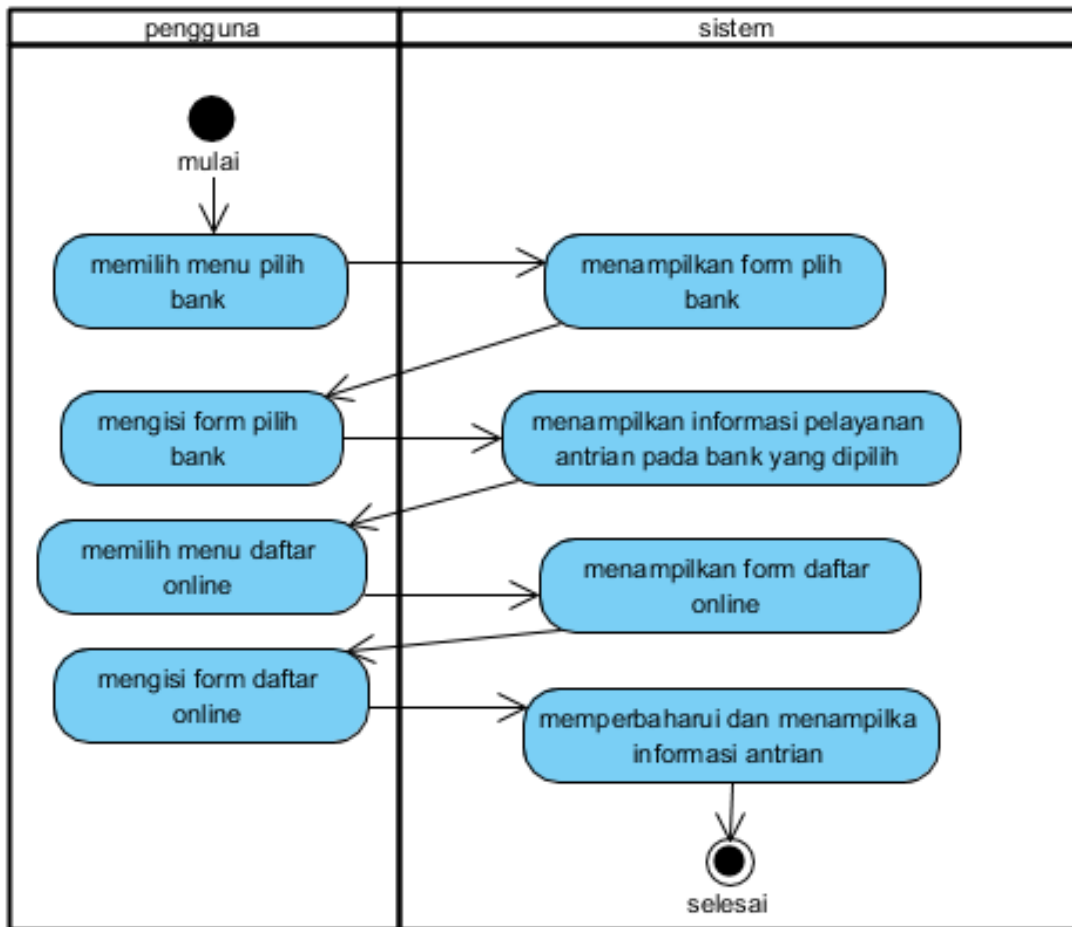 pengguna
sistem
mulai
memilih menu pilih
bank
menampilkan form plih
bank
mengisi form pilih
bank
menampilkan informasi pelayanan
antrian pada bank yang dipilih
memilih menu daftar
online
menampilkan form daftar
online
mengisi form daftar
online
memperbaharui dan menampilka
informasi antrian
selesai